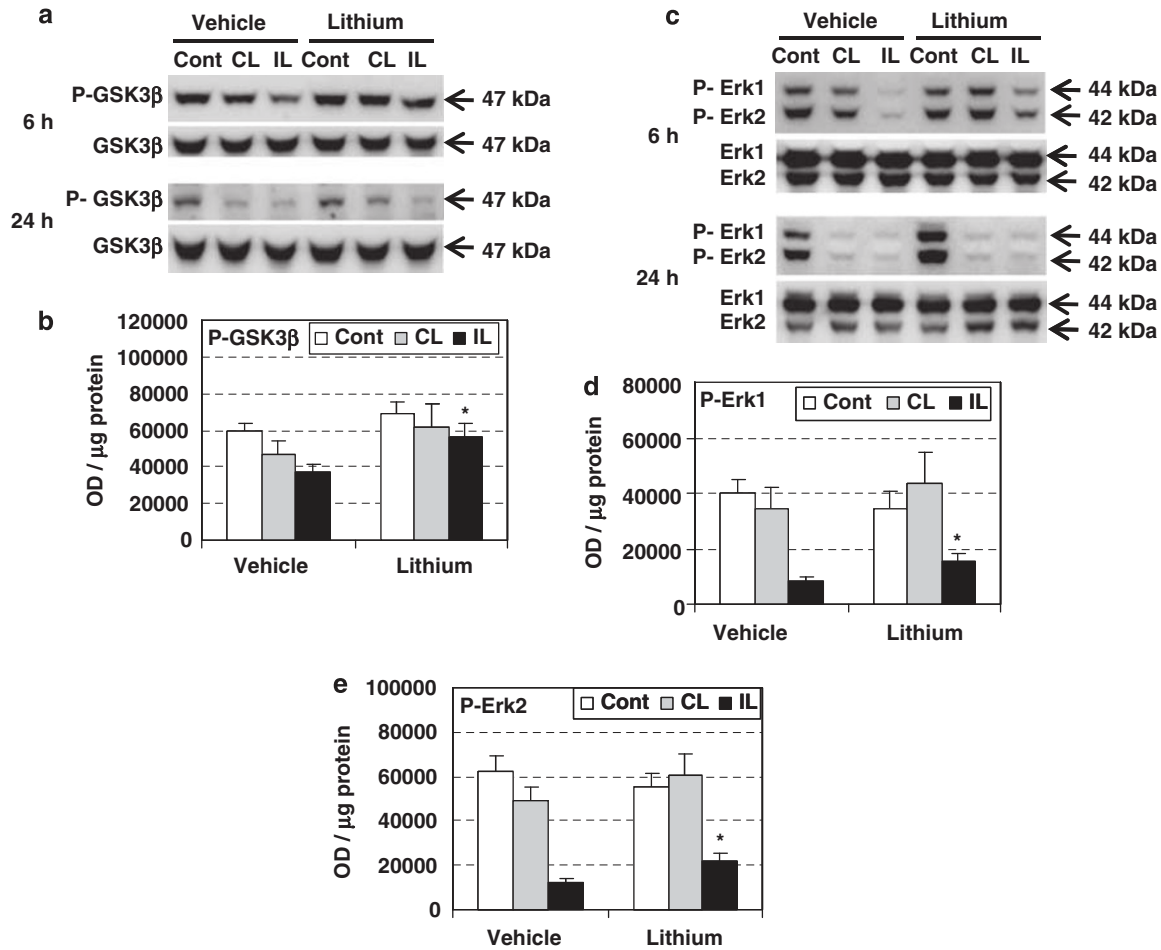 a
Vehicle Lithium
Cont CL IL Cont CL IL
6 h
P-GSK3β 47 kDa
GSK3β 47 kDa
24 h
P- GSK3β 47 kDa
GSK3β 47 kDa
b
P-GSK3β
Cont CL IL
OD / μg protein
120000
100000
80000
60000
40000
20000
0
*
Vehicle Lithium
c
Vehicle Lithium
Cont CL IL Cont CL IL
6 h
P- Erk1 44 kDa
P- Erk2 42 kDa
Erk1 44 kDa
Erk2 42 kDa
24 h
P- Erk1 44 kDa
P- Erk2 42 kDa
Erk1 44 kDa
Erk2 42 kDa
d
P-Erk1
Cont CL IL
OD / μg protein
80000
60000
40000
20000
0
*
Vehicle Lithium
e
P-Erk2
Cont CL IL
OD / μg protein
100000
80000
60000
40000
20000
0
*
Vehicle Lithium